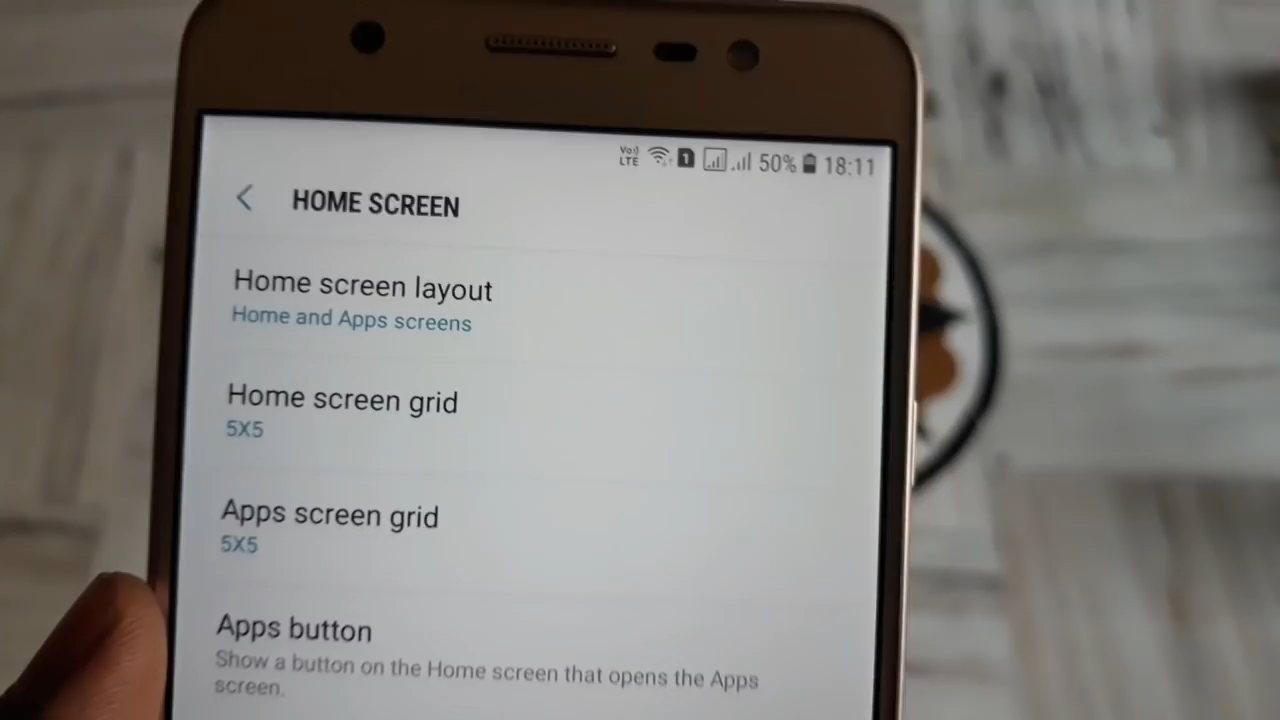 Vo)) LTE 1 50% 18:11
HOME SCREEN
Home screen layout
Home and Apps screens
Home screen grid
5X5
Apps screen grid
5X5
Apps button
Show a button on the Home screen that opens the Apps
screen.